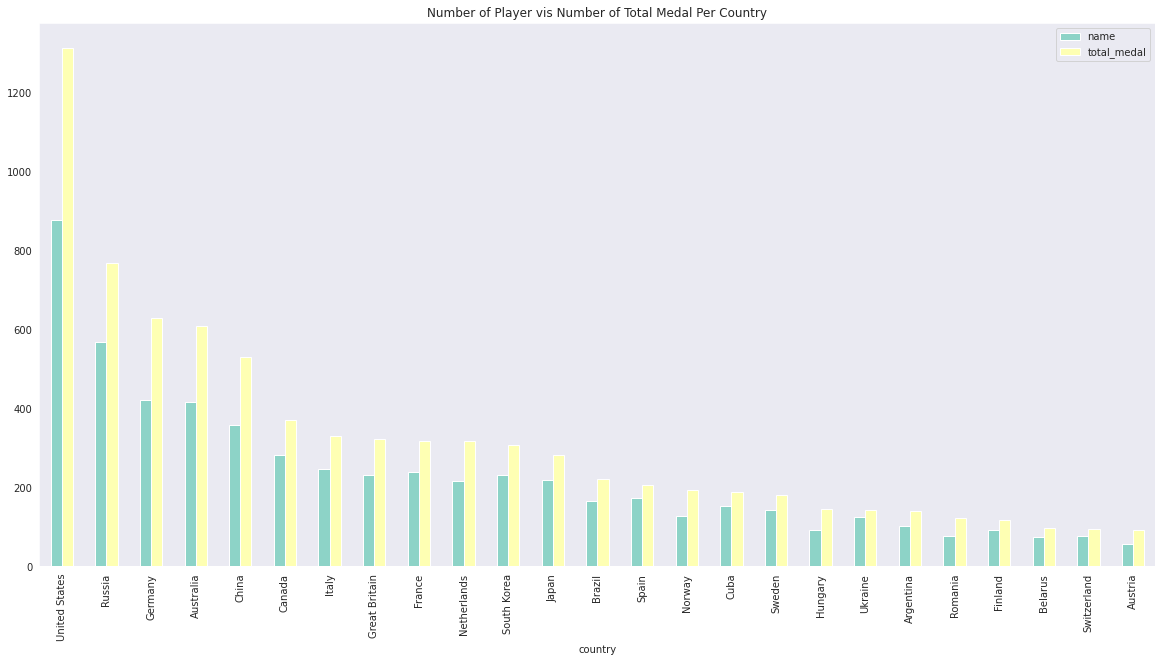 Number of Player vis Number of Total Medal Per Country
name
total_medal
1200
1000
800
600
400
200
0
United States
Russia
Germany
Australia
China
Canada
Italy
Great Britain
France
Netherlands
South Korea
Japan
Brazil
Spain
Norway
Cuba
Sweden
Hungary
Ukraine
Argentina
Romania
Finland
Belarus
Switzerland
Austria
country